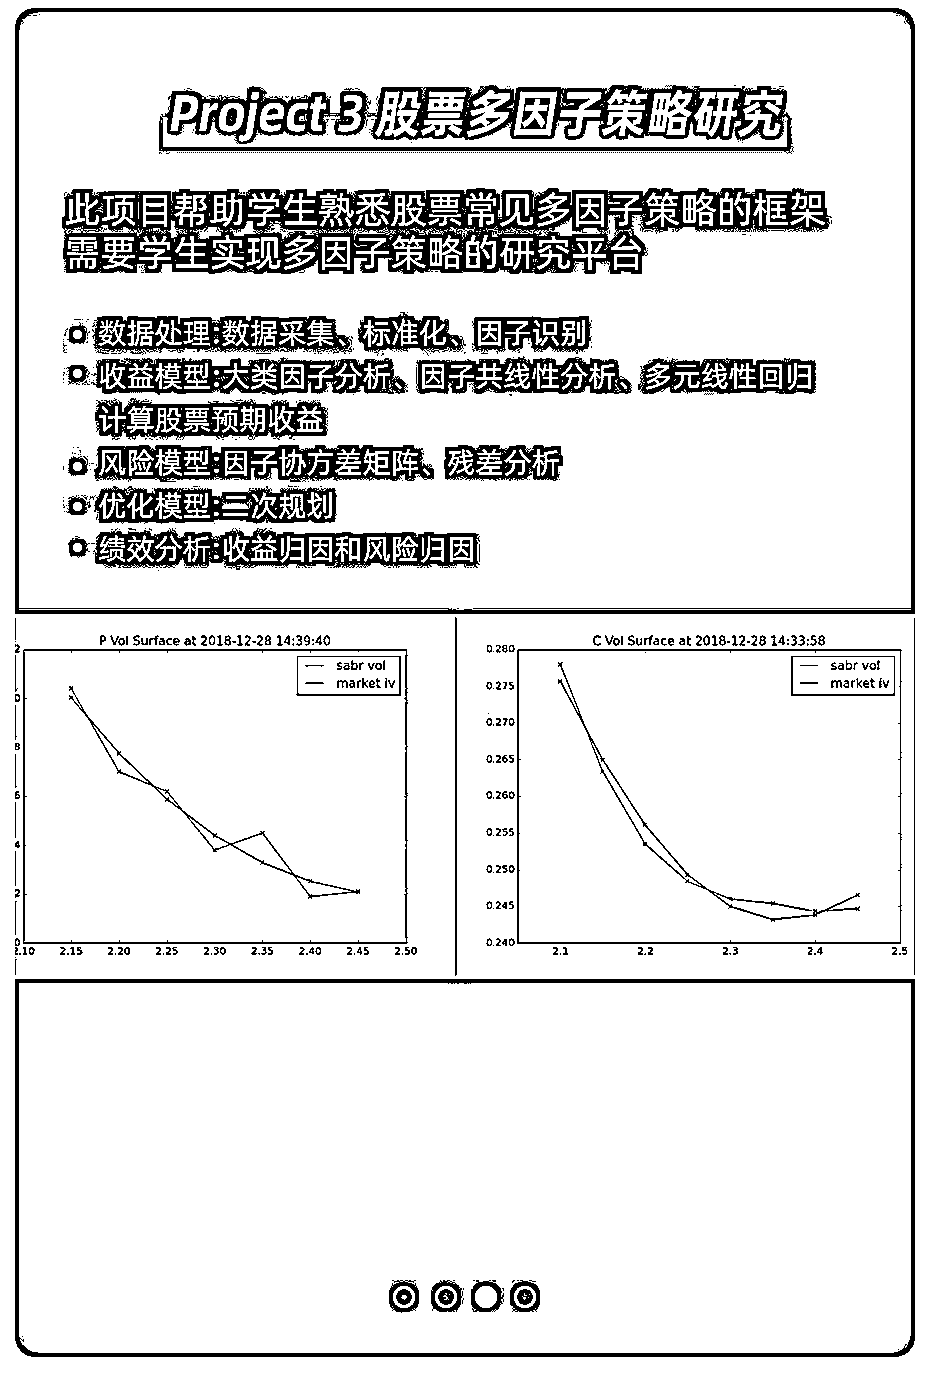 Project 3 股票多因子策略研究
此项目帮助学生熟悉股票常见多因子策略的框架
需要学生实现多因子策略的研究平台
数据处理:数据采集、标准化、因子识别
收益模型:大类因子分析、因子共线性分析、多元线性回归
计算股票预期收益
风险模型:因子协方差矩阵、残差分析
优化模型:二次规划
绩效分析:收益归因和风险归因
P Vol Surface at 2018-12-28 14:39:40
sabr vol
market iv
2
0
8
6
4
2
0
2.10 2.15 2.20 2.25 2.30 2.35 2.40 2.45 2.50
C Vol Surface at 2018-12-28 14:33:58
sabr vol
market iv
0.280
0.275
0.270
0.265
0.260
0.255
0.250
0.245
0.240
2.1 2.2 2.3 2.4 2.5